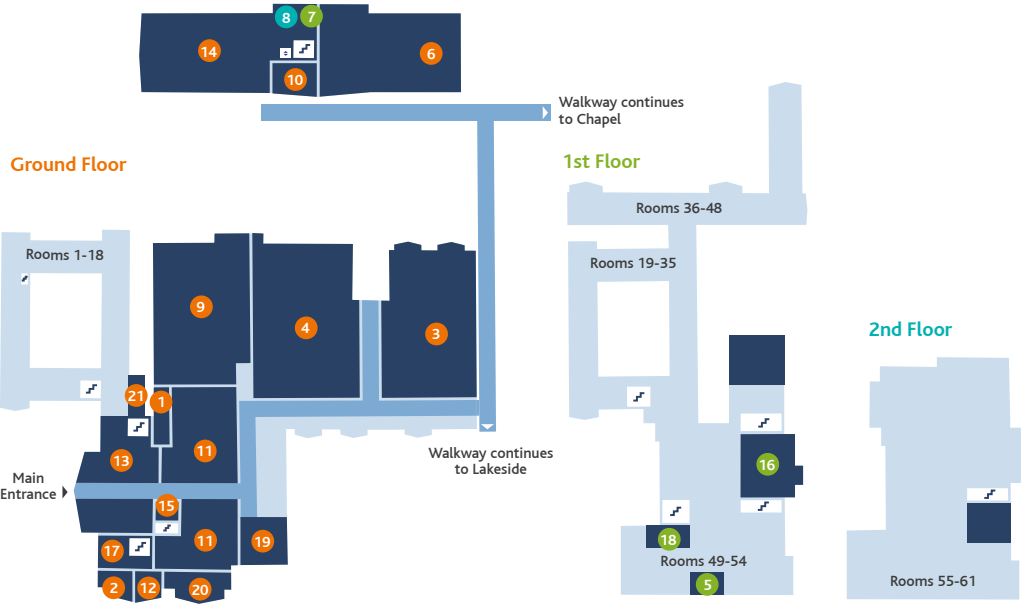 8
7
14
6
10
Walkway continues
to Chapel
Ground Floor
1st Floor
Rooms 36-48
Rooms 1-18
Rooms 19-35
9
4
3
2nd Floor
21
1
11
13
Walkway continues
to Lakeside
16
Main
Entrance
15
11
19
17
18
Rooms 49-54
2
12
20
5
Rooms 55-61